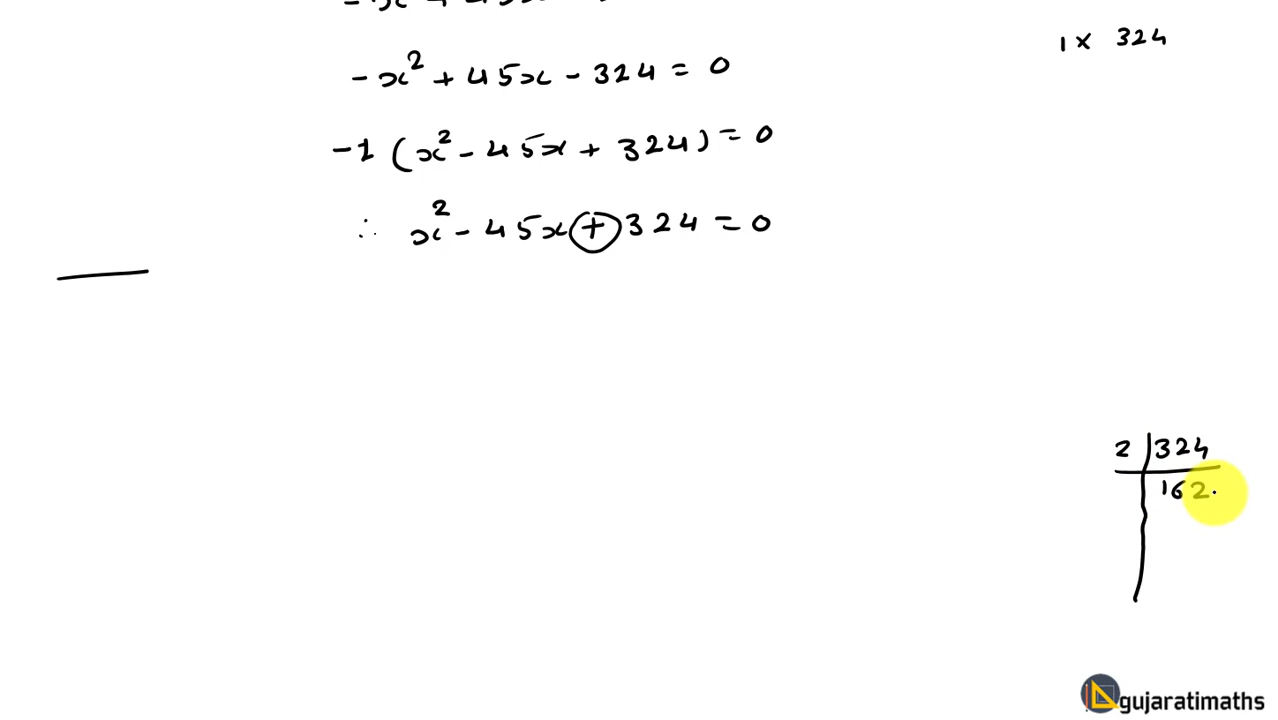 1 x 324
-x² + 45x - 324 = 0
-1 (x² - 45x + 324) = 0
∴ x² - 45x + 324 = 0
2 | 324
162
gujaratimaths